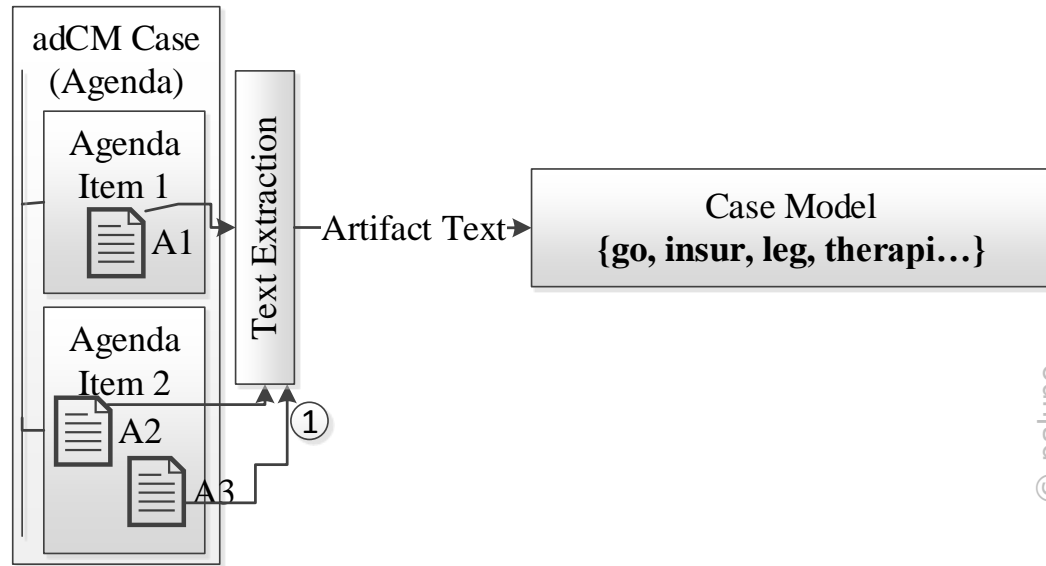 adCM Case
(Agenda)
Agenda
Item 1
A1
Agenda
Item 2
A2
A3
Text Extraction
1
Artifact Text
Case Model
{go, insur, leg, therapi…}
©